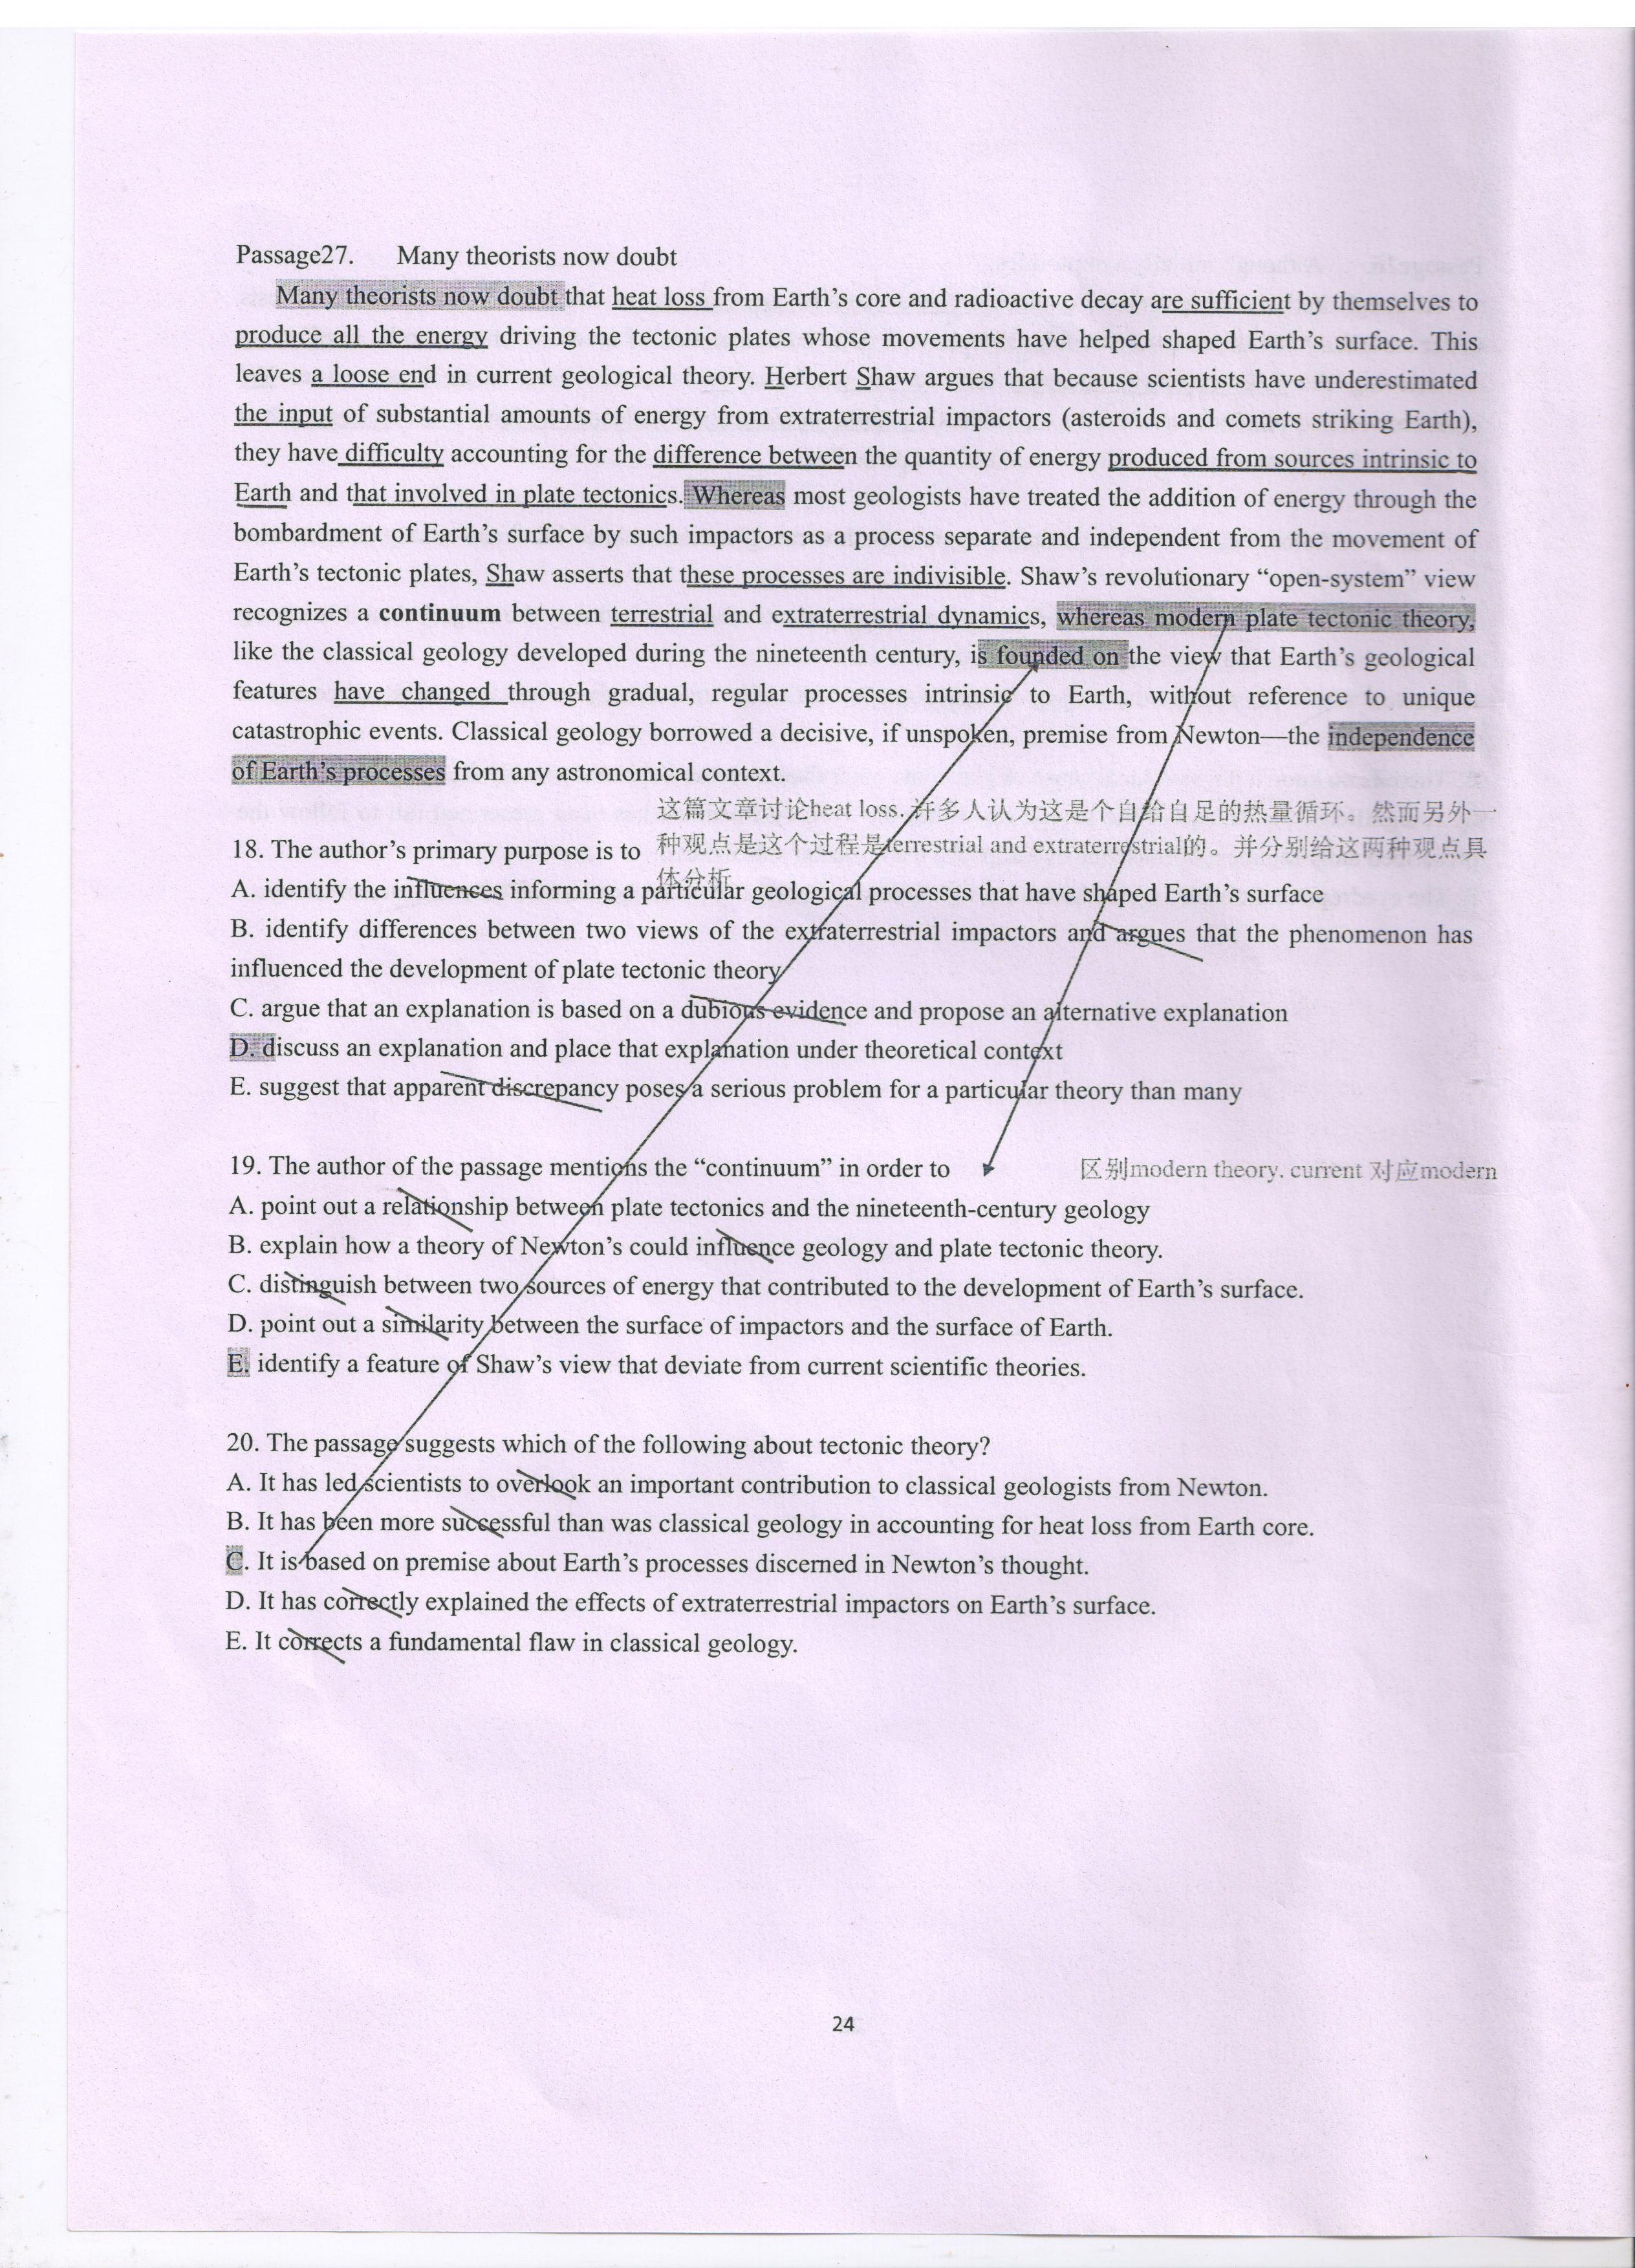 Passage27. Many theorists now doubt
Many theorists now doubt that heat loss from Earth's core and radioactive decay are sufficient by themselves to
produce all the energy driving the tectonic plates whose movements have helped shaped Earth's surface. This
leaves a loose end in current geological theory. Herbert Shaw argues that because scientists have underestimated
the input of substantial amounts of energy from extraterrestrial impactors (asteroids and comets striking Earth),
they have difficulty accounting for the difference between the quantity of energy produced from sources intrinsic to
Earth and that involved in plate tectonics. Whereas most geologists have treated the addition of energy through the
bombardment of Earth's surface by such impactors as a process separate and independent from the movement of
Earth's tectonic plates, Shaw asserts that these processes are indivisible. Shaw's revolutionary “open-system” view
recognizes a continuum between terrestrial and extraterrestrial dynamics, whereas modern plate tectonic theory,
like the classical geology developed during the nineteenth century, is founded on the view that Earth's geological
features have changed through gradual, regular processes intrinsic to Earth, without reference to unique
catastrophic events. Classical geology borrowed a decisive, if unspoken, premise from Newton—the independence
of Earth's processes from any astronomical context.
这篇文章讨论heat loss. 许多人认为这是个自给自足的热量循环。然而另外一
种观点是这个过程是terrestrial and extraterrestrial的。并分别给这两种观点具
体分析
18. The author's primary purpose is to
A. identify the influences informing a particular geological processes that have shaped Earth's surface
B. identify differences between two views of the extraterrestrial impactors and argues that the phenomenon has
influenced the development of plate tectonic theory
C. argue that an explanation is based on a dubious evidence and propose an alternative explanation
D. discuss an explanation and place that explanation under theoretical context
E. suggest that apparent discrepancy poses a serious problem for a particular theory than many
19. The author of the passage mentions the “continuum” in order to 区别modern theory. current 对应modern
A. point out a relationship between plate tectonics and the nineteenth-century geology
B. explain how a theory of Newton's could influence geology and plate tectonic theory.
C. distinguish between two sources of energy that contributed to the development of Earth's surface.
D. point out a similarity between the surface of impactors and the surface of Earth.
E. identify a feature of Shaw's view that deviate from current scientific theories.
20. The passage suggests which of the following about tectonic theory?
A. It has led scientists to overlook an important contribution to classical geologists from Newton.
B. It has been more successful than was classical geology in accounting for heat loss from Earth core.
C. It is based on premise about Earth's processes discerned in Newton's thought.
D. It has correctly explained the effects of extraterrestrial impactors on Earth's surface.
E. It corrects a fundamental flaw in classical geology.
24